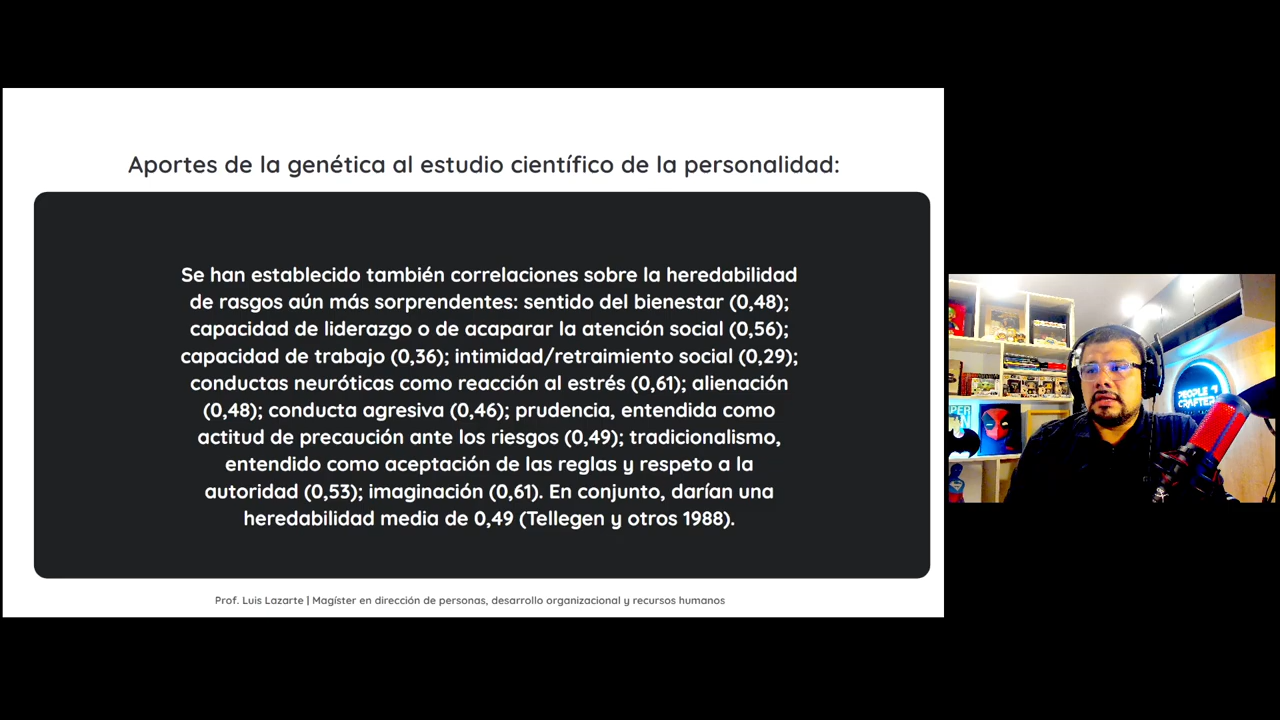 Aportes de la genética al estudio científico de la personalidad:
Se han establecido también correlaciones sobre la heredabilidad
de rasgos aún más sorprendentes: sentido del bienestar (0,48);
capacidad de liderazgo o de acaparar la atención social (0,56);
capacidad de trabajo (0,36); intimidad/retraimiento social (0,29);
conductas neuróticas como reacción al estrés (0,61); alienación
(0,48); conducta agresiva (0,46); prudencia, entendida como
actitud de precaución ante los riesgos (0,49); tradicionalismo,
entendido como aceptación de las reglas y respeto a la
autoridad (0,53); imaginación (0,61). En conjunto, darían una
heredabilidad media de 0,49 (Tellegen y otros 1988).
Prof. Luis Lazarte | Magíster en dirección de personas, desarrollo organizacional y recursos humanos
PEOPLE
CRAFTER